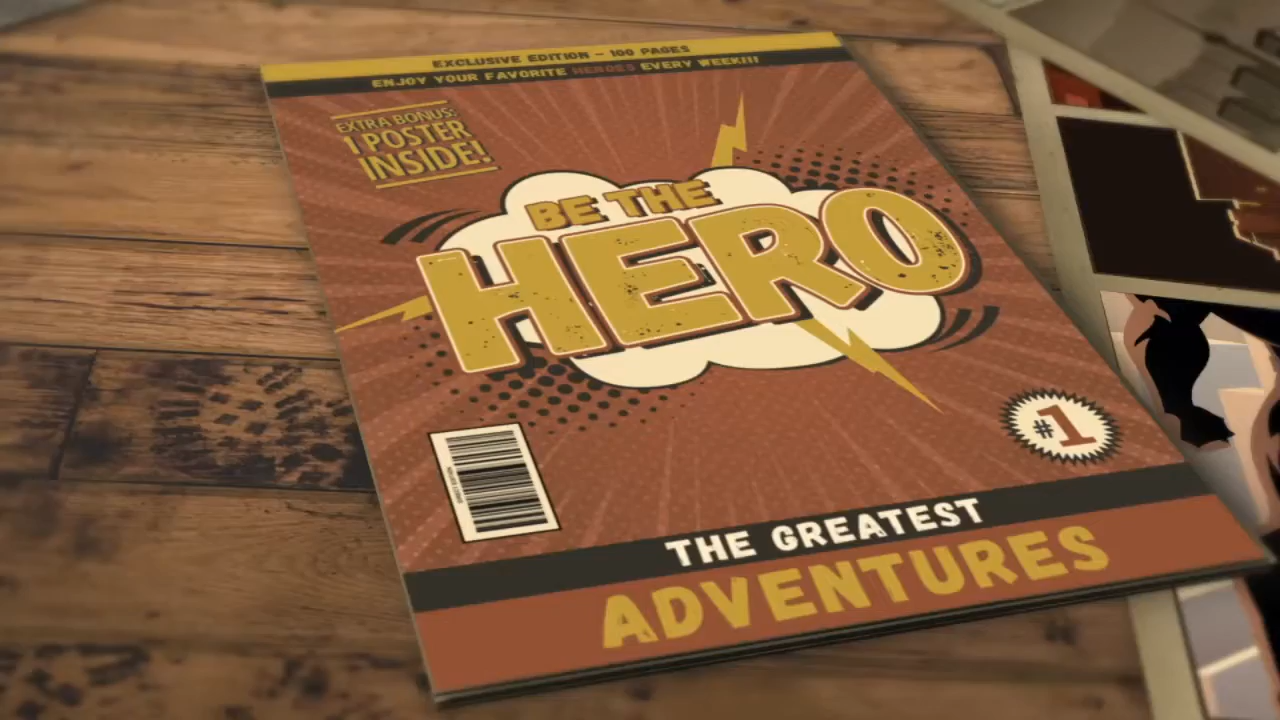 EXCLUSIVE EDITION – 100 PAGES
ENJOY YOUR FAVORITE HEROES EVERY WEEK!!!
EXTRA BONUS:
1 POSTER
INSIDE!
BE THE
HERO
#1
THE GREATEST
ADVENTURES